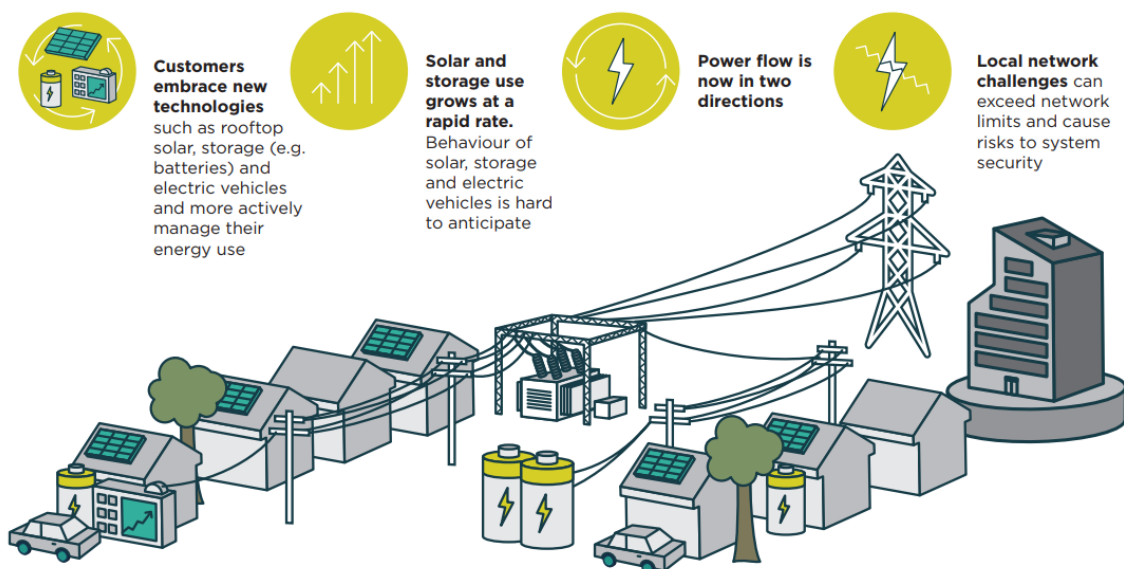 Customers
embrace new
technologies
such as rooftop
solar, storage (e.g.
batteries) and
electric vehicles
and more actively
manage their
energy use
Solar and
storage use
grows at a
rapid rate.
Behaviour of
solar, storage
and electric
vehicles is hard
to anticipate
Power flow is
now in two
directions
Local network
challenges can
exceed network
limits and cause
risks to system
security